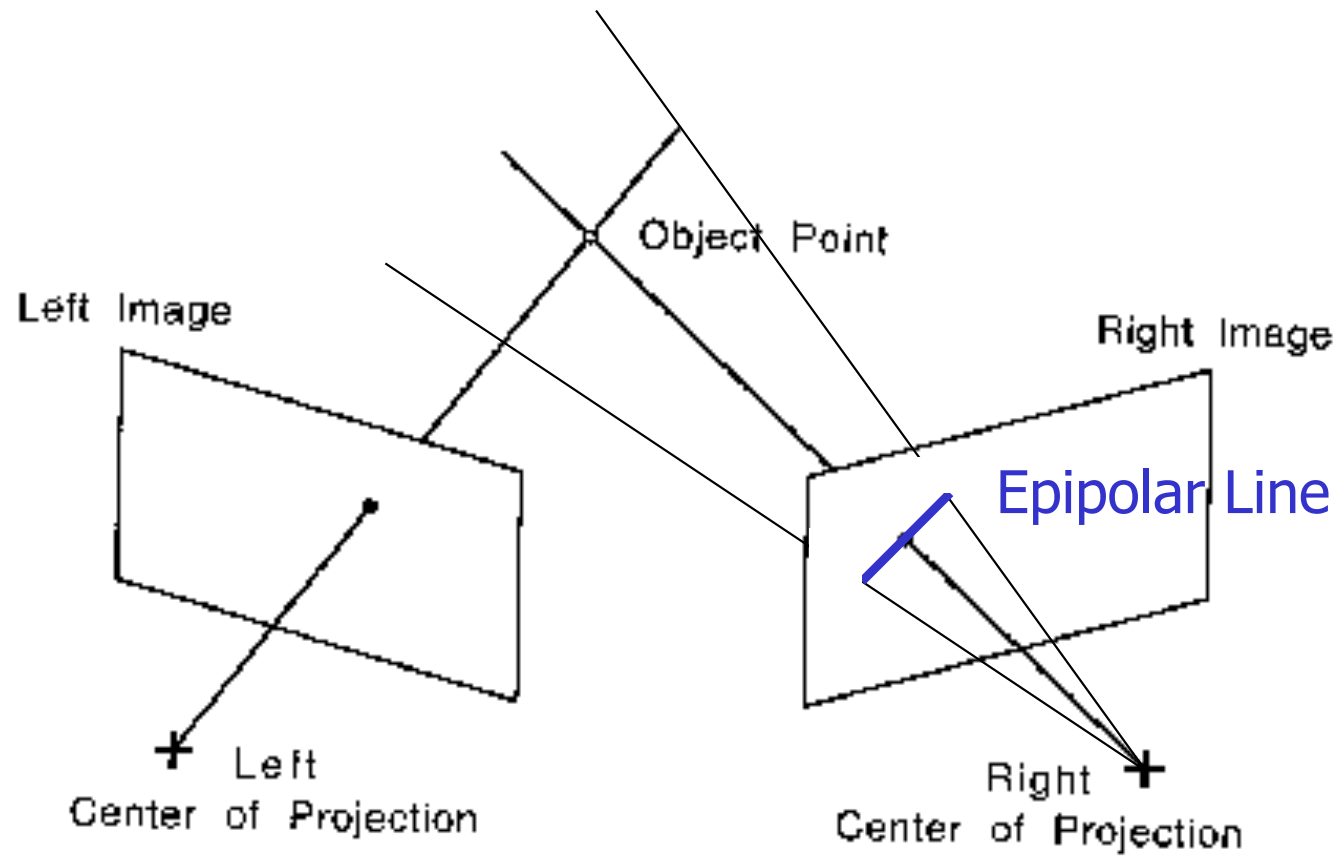 Object Point
Left Image
Right Image
Epipolar Line
Left
Center of Projection
Right
Center of Projection